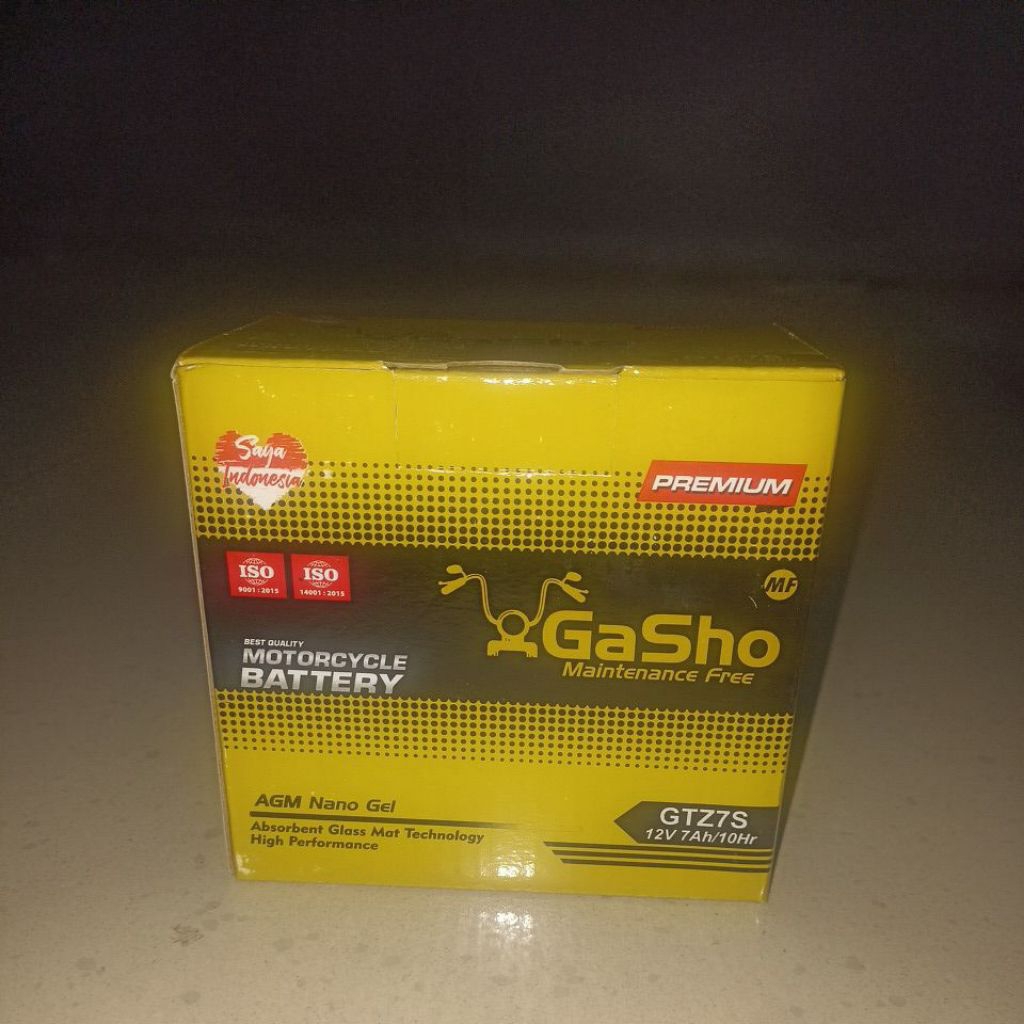 Saya
Indonesia
PREMIUM
ISO
9001 : 2015
ISO
14001 : 2015
MF
GaSho
Maintenance Free
BEST QUALITY
MOTORCYCLE
BATTERY
AGM Nano Gel
Absorbent Glass Mat Technology
High Performance
GTZ7S
12V 7Ah/10Hr